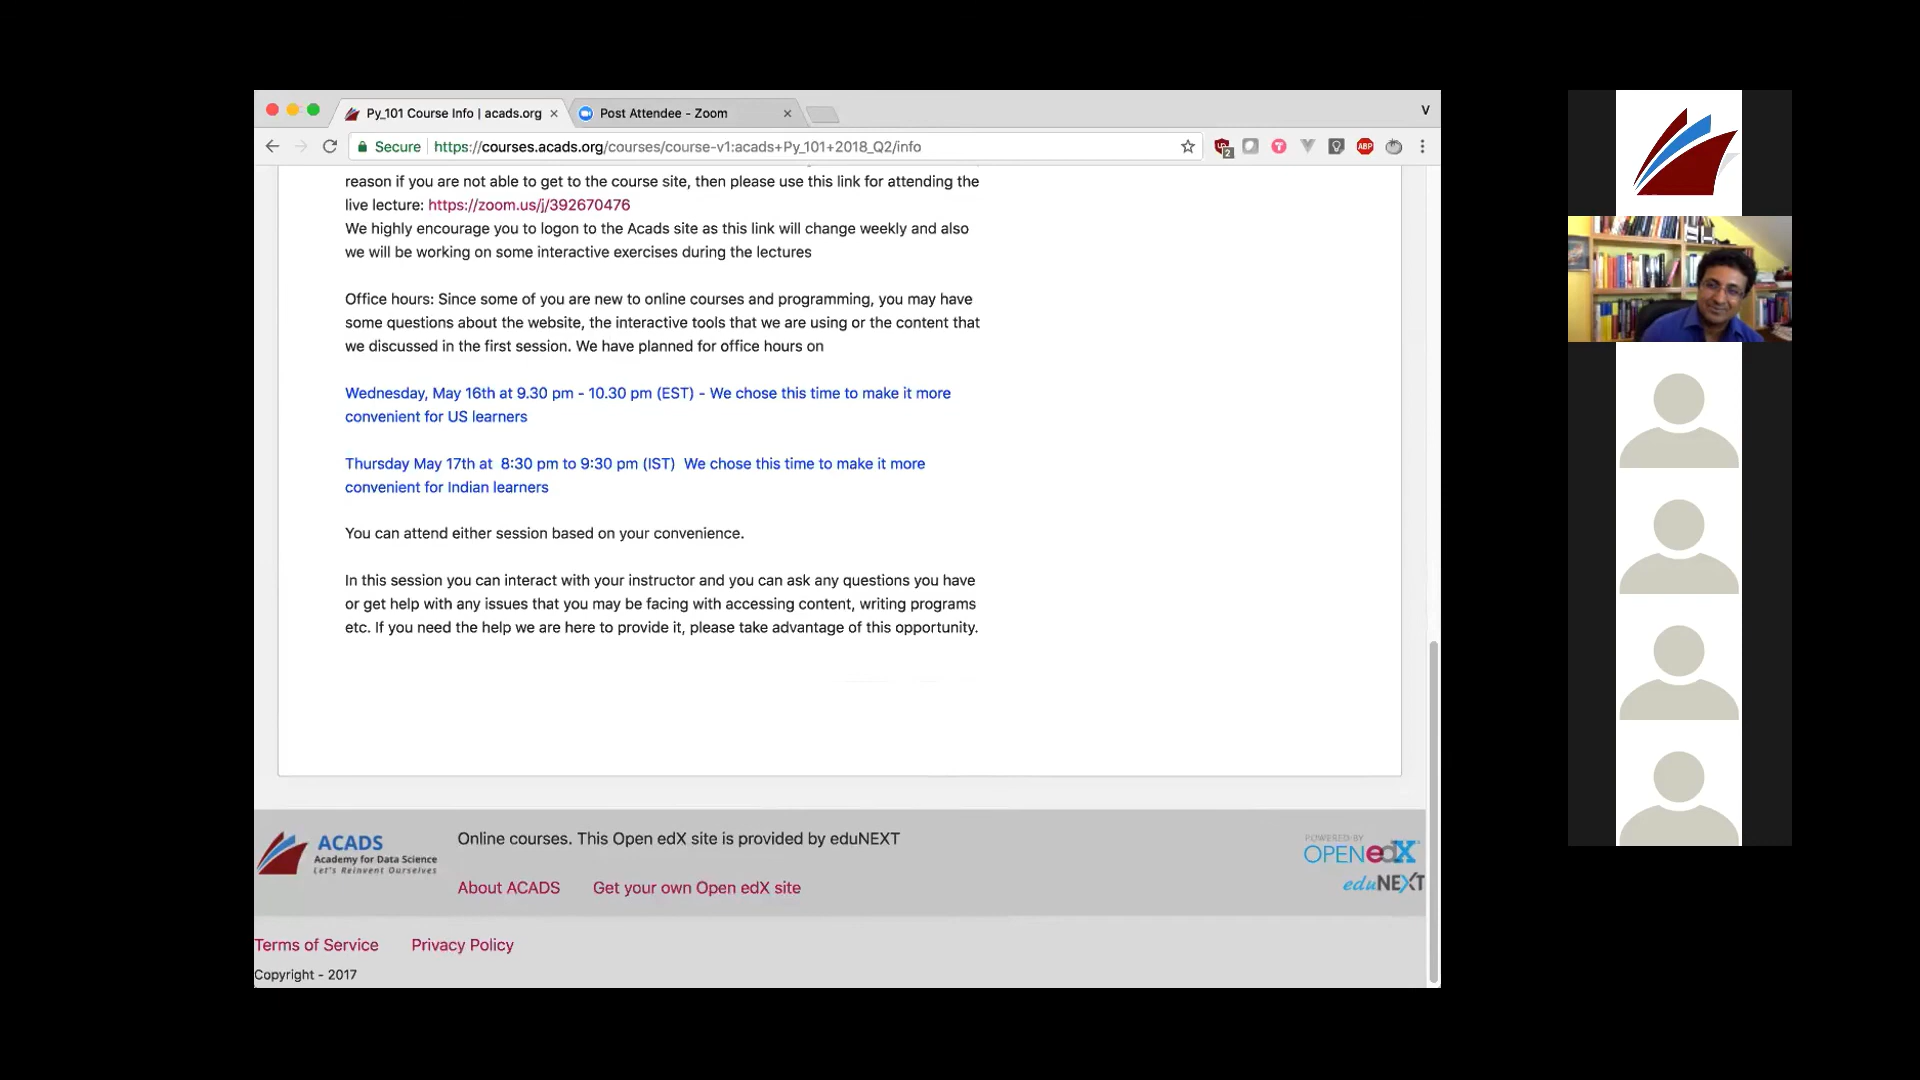 Py_101 Course Info | acads.org
Post Attendee - Zoom
Secure
https://courses.acads.org/courses/course-v1:acads+Py_101+2018_Q2/info
2
T
ABP
reason if you are not able to get to the course site, then please use this link for attending the
live lecture: https://zoom.us/j/392670476
We highly encourage you to logon to the Acads site as this link will change weekly and also
we will be working on some interactive exercises during the lectures
Office hours: Since some of you are new to online courses and programming, you may have
some questions about the website, the interactive tools that we are using or the content that
we discussed in the first session. We have planned for office hours on
Wednesday, May 16th at 9.30 pm - 10.30 pm (EST) - We chose this time to make it more
convenient for US learners
Thursday May 17th at 8:30 pm to 9:30 pm (IST) We chose this time to make it more
convenient for Indian learners
You can attend either session based on your convenience.
In this session you can interact with your instructor and you can ask any questions you have
or get help with any issues that you may be facing with accessing content, writing programs
etc. If you need the help we are here to provide it, please take advantage of this opportunity.
ACADS
Academy for Data Science
Let's Reinvent Ourselves
Online courses. This Open edX site is provided by eduNEXT
About ACADS
Get your own Open edX site
POWERED BY
OPEN edX
eduNEXT
Terms of Service
Privacy Policy
Copyright - 2017